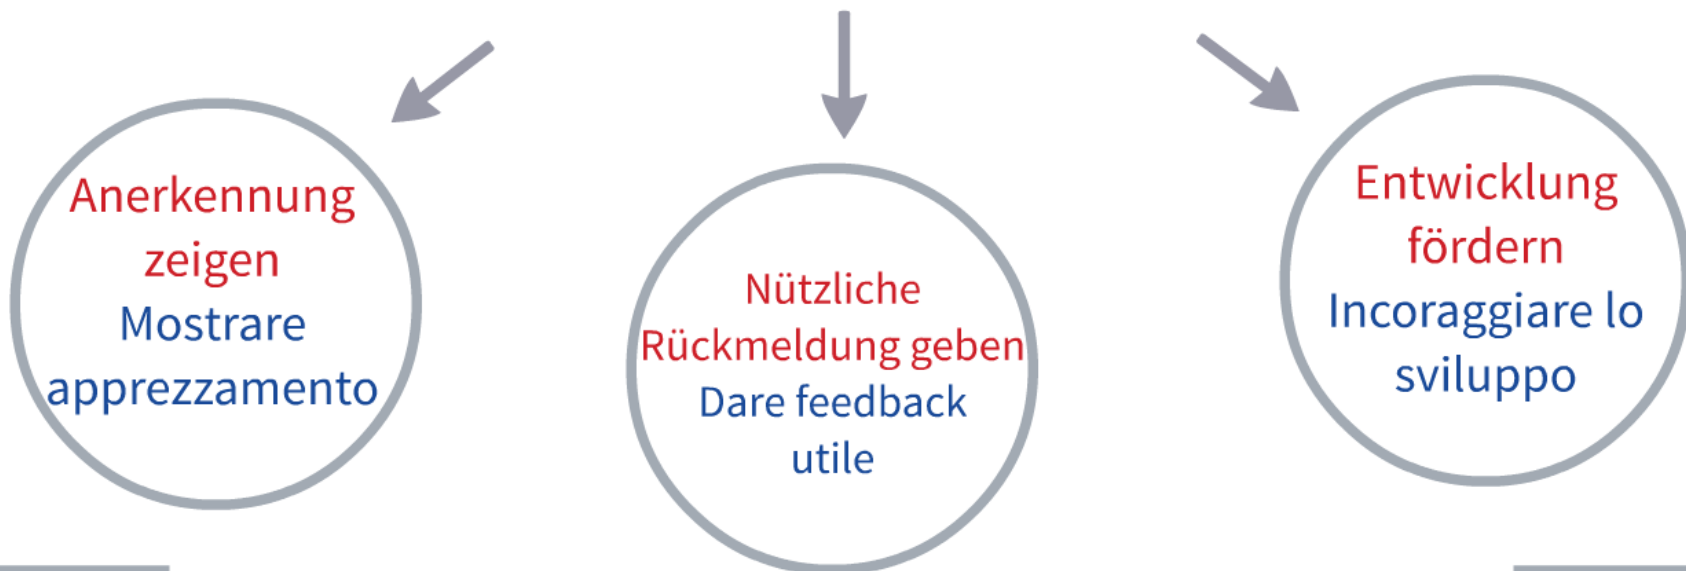 Anerkennung
zeigen
Mostrare
apprezzamento
Nützliche
Rückmeldung geben
Dare feedback
utile
Entwicklung
fördern
Incoraggiare lo
sviluppo